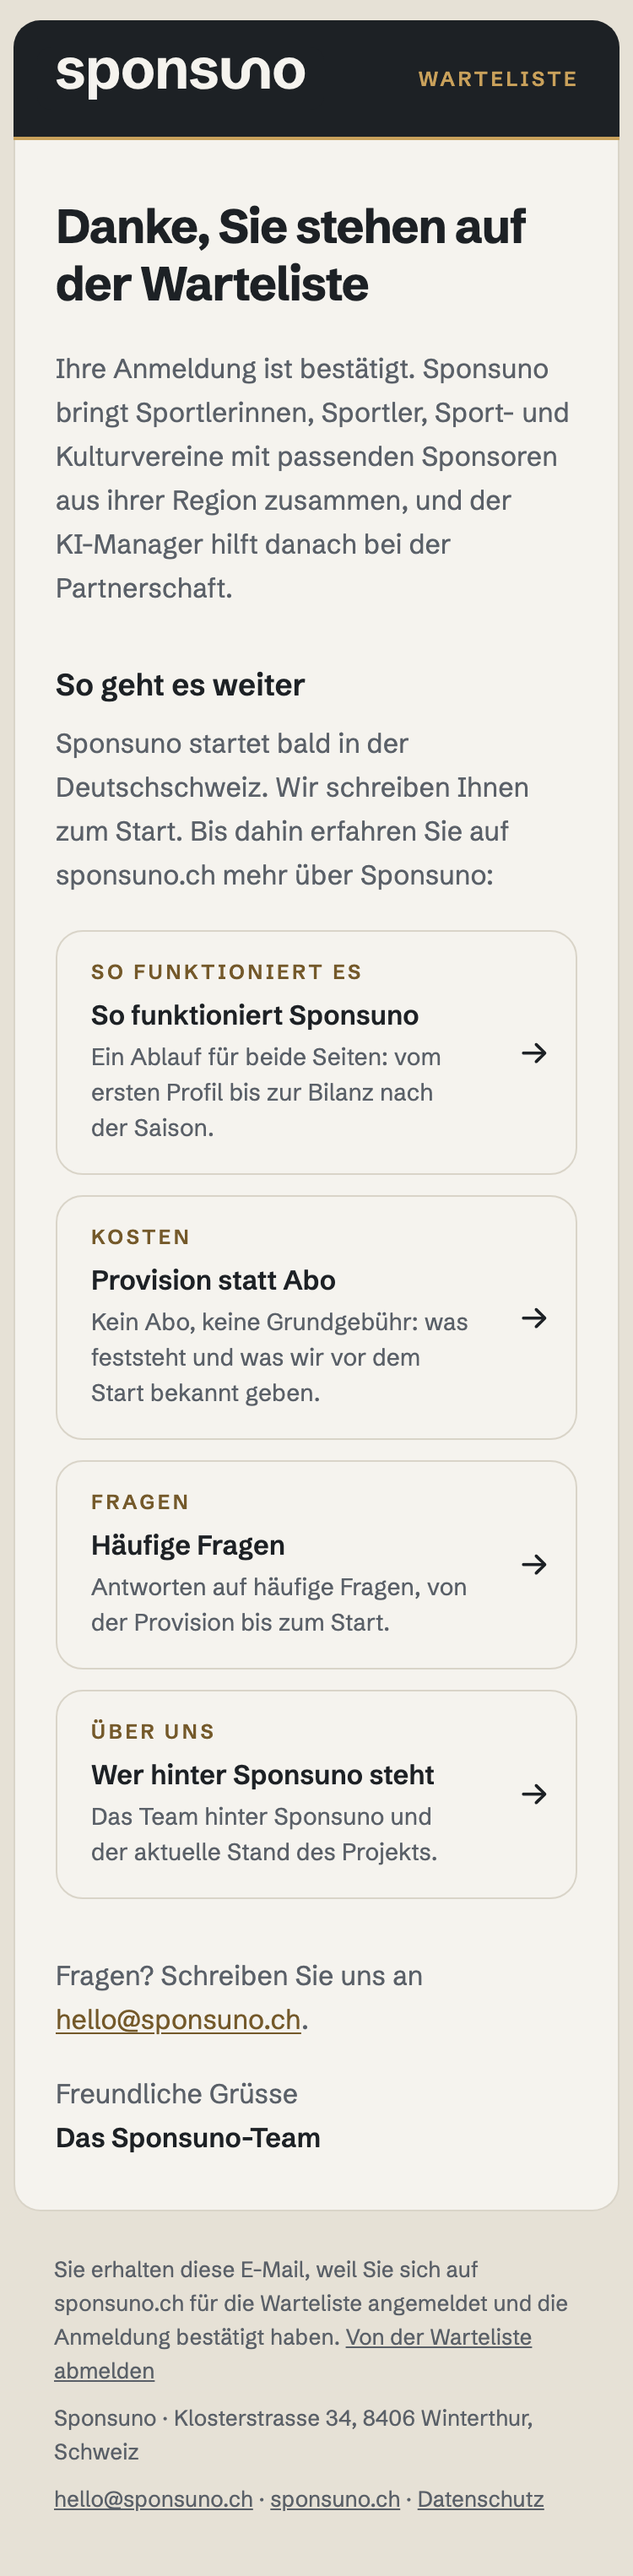 sponsuno
WARTELISTE
Danke, Sie stehen auf
der Warteliste
Ihre Anmeldung ist bestätigt. Sponsuno
bringt Sportlerinnen, Sportler, Sport- und
Kulturvereine mit passenden Sponsoren
aus ihrer Region zusammen, und der
KI-Manager hilft danach bei der
Partnerschaft.
So geht es weiter
Sponsuno startet bald in der
Deutschschweiz. Wir schreiben Ihnen
zum Start. Bis dahin erfahren Sie auf
sponsuno.ch mehr über Sponsuno:
SO FUNKTIONIERT ES
So funktioniert Sponsuno
Ein Ablauf für beide Seiten: vom
ersten Profil bis zur Bilanz nach
der Saison.
→
KOSTEN
Provision statt Abo
Kein Abo, keine Grundgebühr: was
feststeht und was wir vor dem
Start bekannt geben.
→
FRAGEN
Häufige Fragen
Antworten auf häufige Fragen, von
der Provision bis zum Start.
→
ÜBER UNS
Wer hinter Sponsuno steht
Das Team hinter Sponsuno und
der aktuelle Stand des Projekts.
→
Fragen? Schreiben Sie uns an
hello@sponsuno.ch.
Freundliche Grüsse
Das Sponsuno-Team
Sie erhalten diese E-Mail, weil Sie sich auf
sponsuno.ch für die Warteliste angemeldet und die
Anmeldung bestätigt haben. Von der Warteliste
abmelden
Sponsuno · Klosterstrasse 34, 8406 Winterthur,
Schweiz
hello@sponsuno.ch · sponsuno.ch · Datenschutz